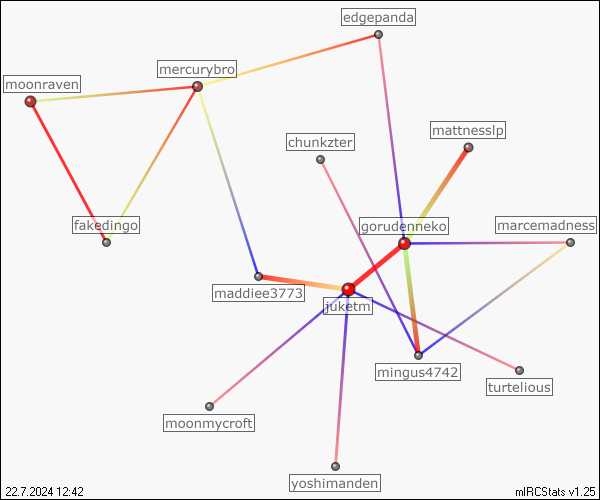 edgepanda
mercurybro
moonraven
mattnesslp
chunkzter
fakedingo
gorudenneko
marcemadness
maddiee3773
juketm
mingus4742
turtelious
moonmycroft
yoshimanden
22.7.2024 12:42
mIRCStats v1.25